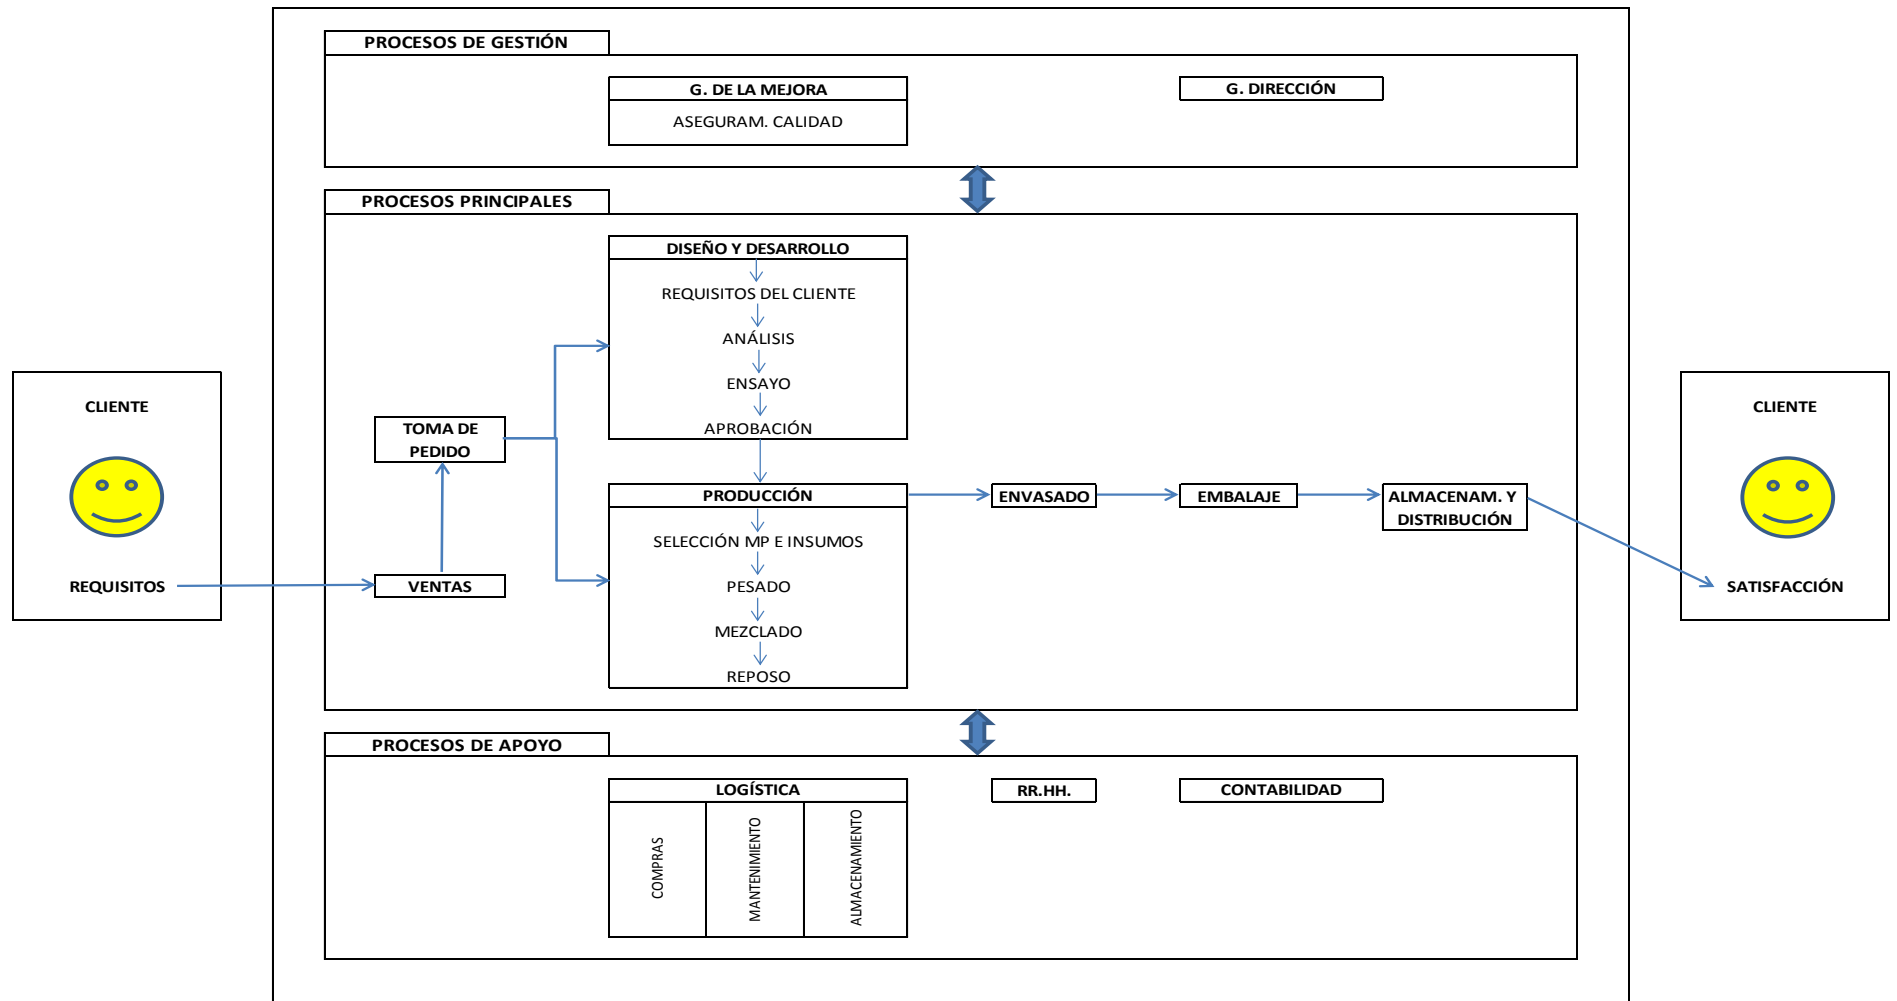 PROCESOS DE GESTIÓN
G. DE LA MEJORA
ASEGURAM. CALIDAD
G. DIRECCIÓN
PROCESOS PRINCIPALES
CLIENTE
REQUISITOS
VENTAS
TOMA DE
PEDIDO
DISEÑO Y DESARROLLO
REQUISITOS DEL CLIENTE
ANÁLISIS
ENSAYO
APROBACIÓN
PRODUCCIÓN
SELECCIÓN MP E INSUMOS
PESADO
MEZCLADO
REPOSO
ENVASADO
EMBALAJE
ALMACENAM. Y
DISTRIBUCIÓN
CLIENTE
SATISFACCIÓN
PROCESOS DE APOYO
LOGÍSTICA
COMPRAS
MANTENIMIENTO
ALMACENAMIENTO
RR.HH.
CONTABILIDAD